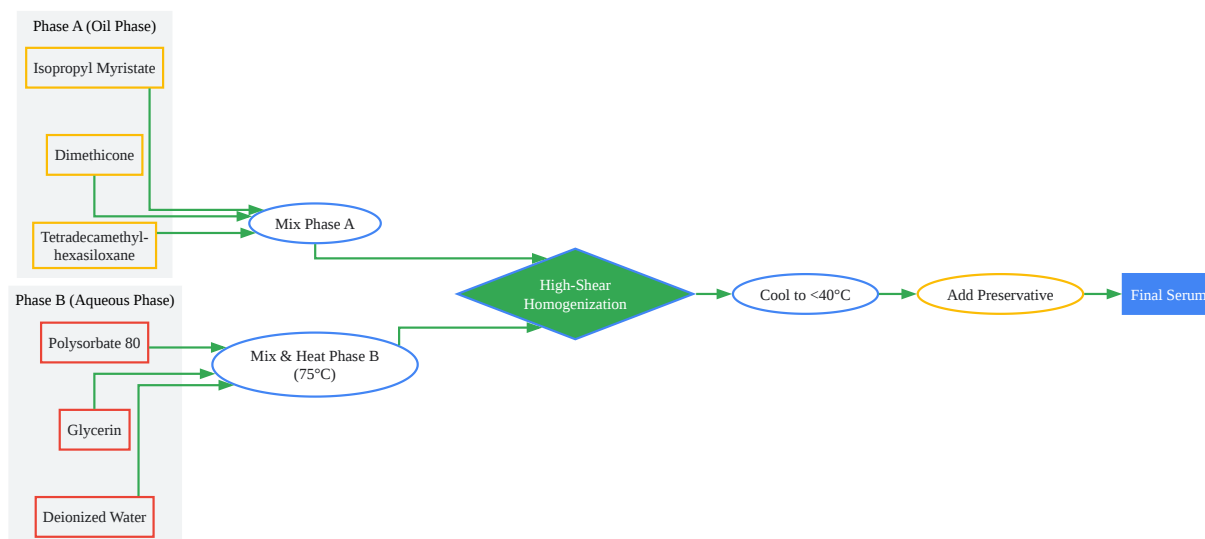 Phase A (Oil Phase)
Isopropyl Myristate
Dimethicone
Tetradecamethyl-
hexasiloxane
Mix Phase A
Phase B (Aqueous Phase)
Polysorbate 80
Glycerin
Deionized Water
Mix & Heat Phase B
(75°C)
High-Shear
Homogenization
Cool to <40°C
Add Preservative
Final Serum